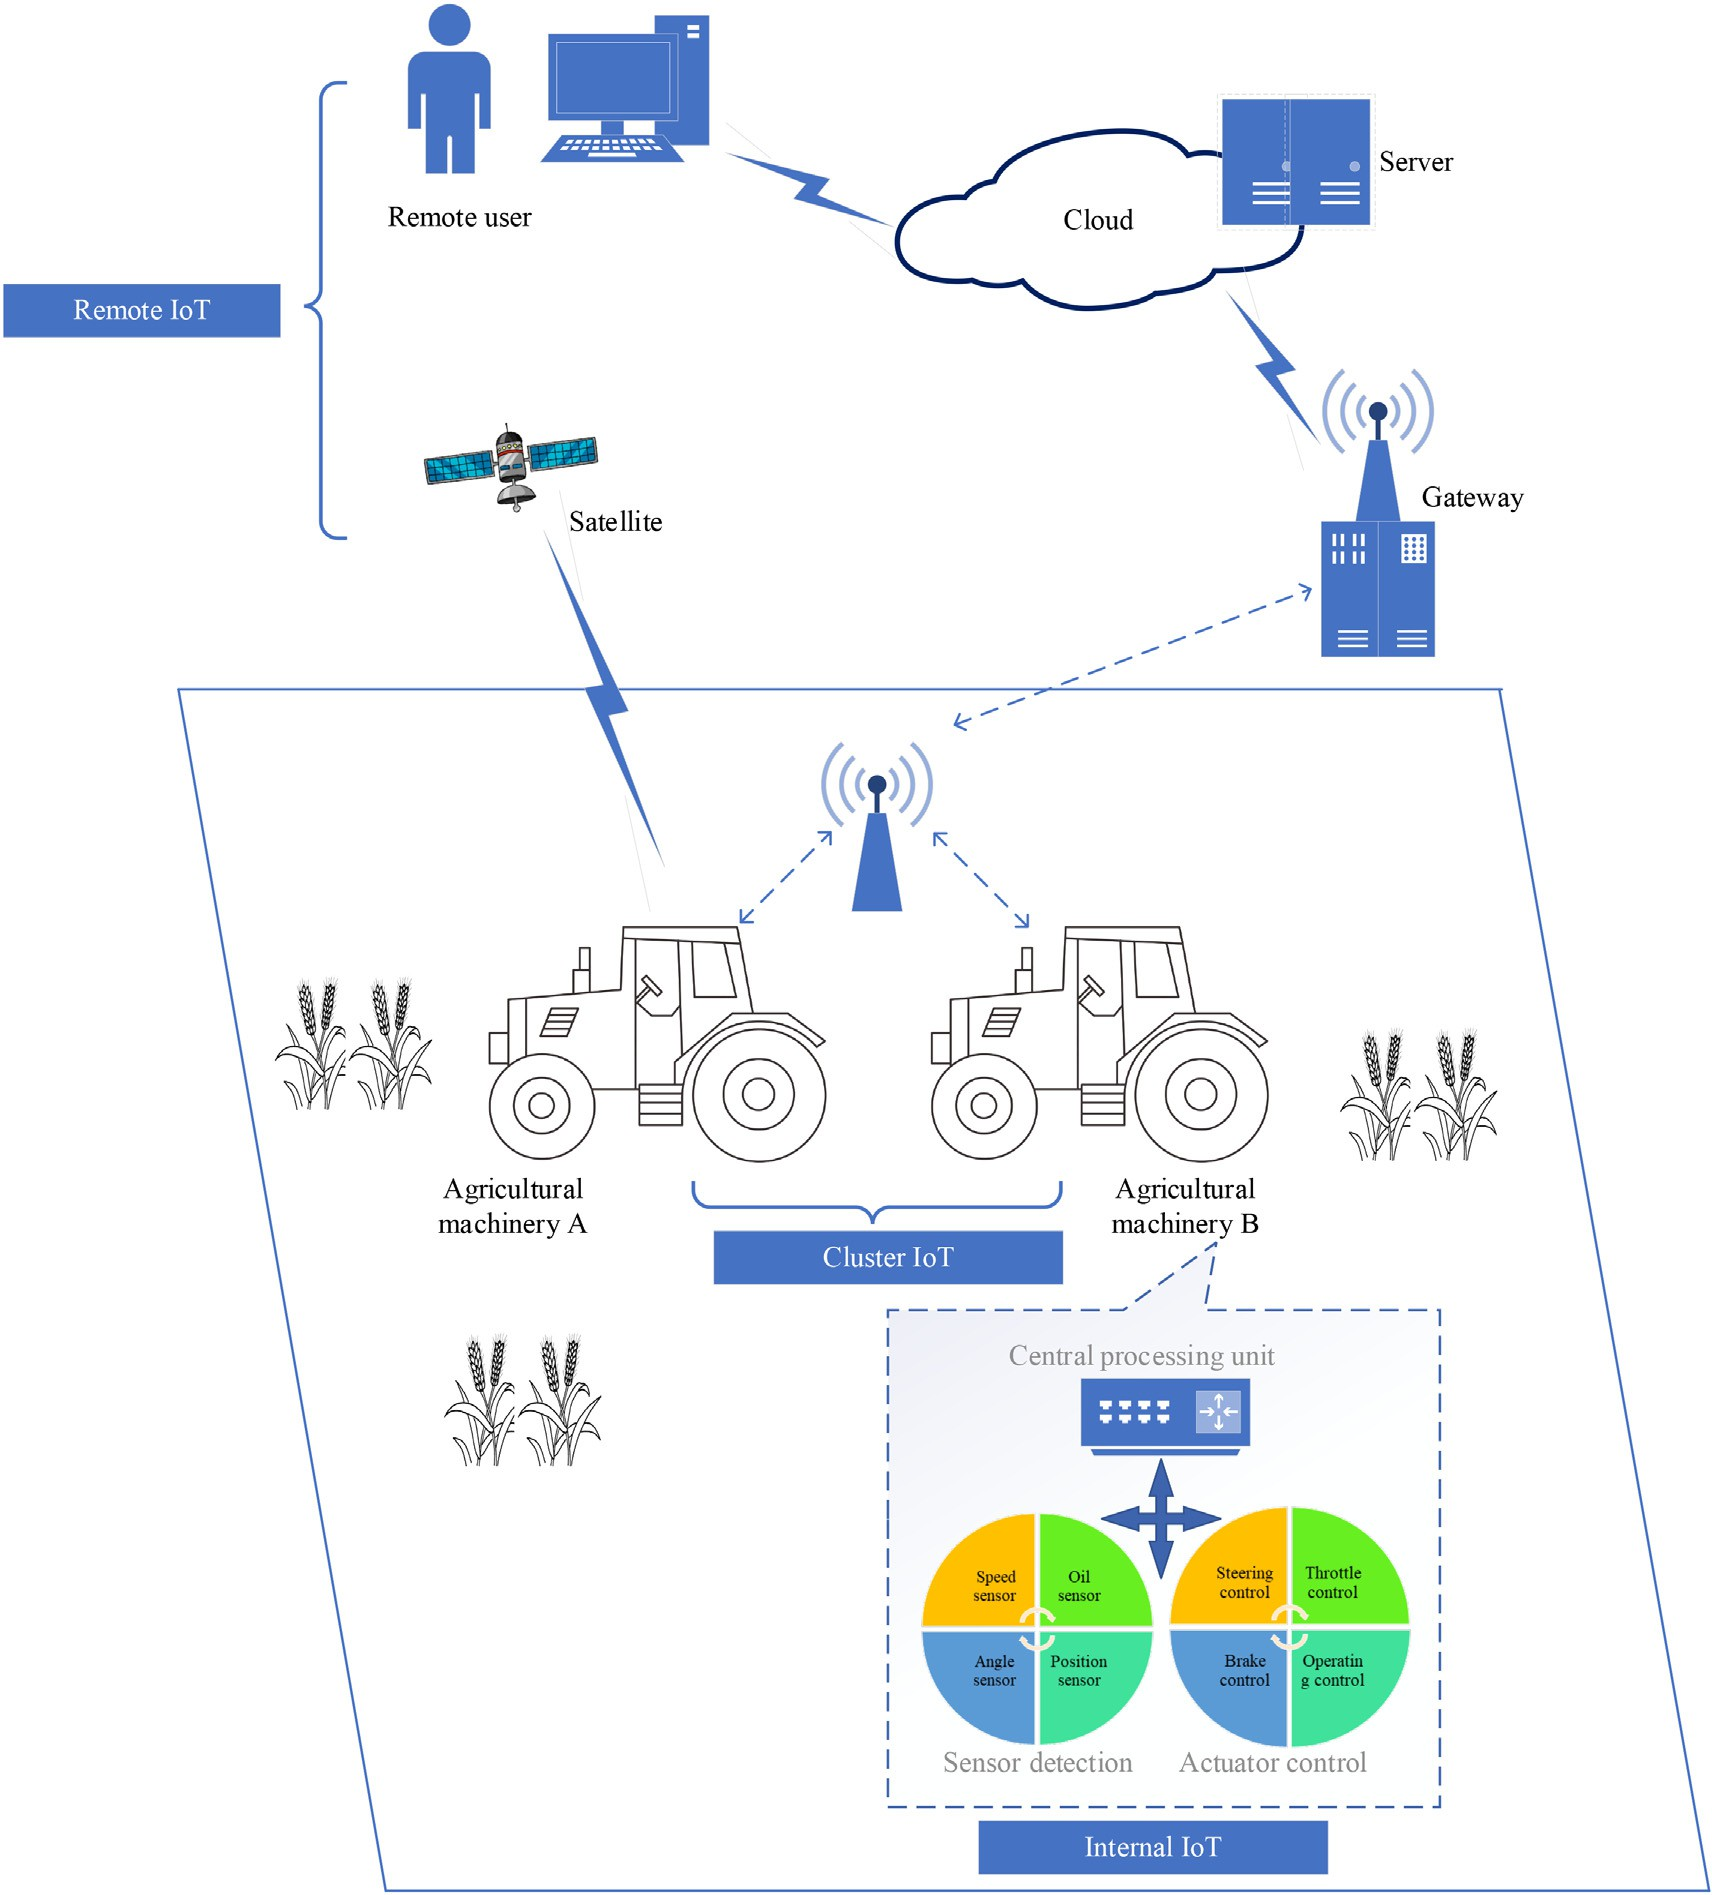 Remote user
Cloud
Server
Remote IoT
Gateway
Satellite
Agricultural
machinery A
Agricultural
machinery B
Cluster IoT
Central processing unit
Speed
sensor
Oil
sensor
Angle
sensor
Position
sensor
Steering
control
Throttle
control
Brake
control
Operatin
g control
Sensor detection
Actuator control
Internal IoT